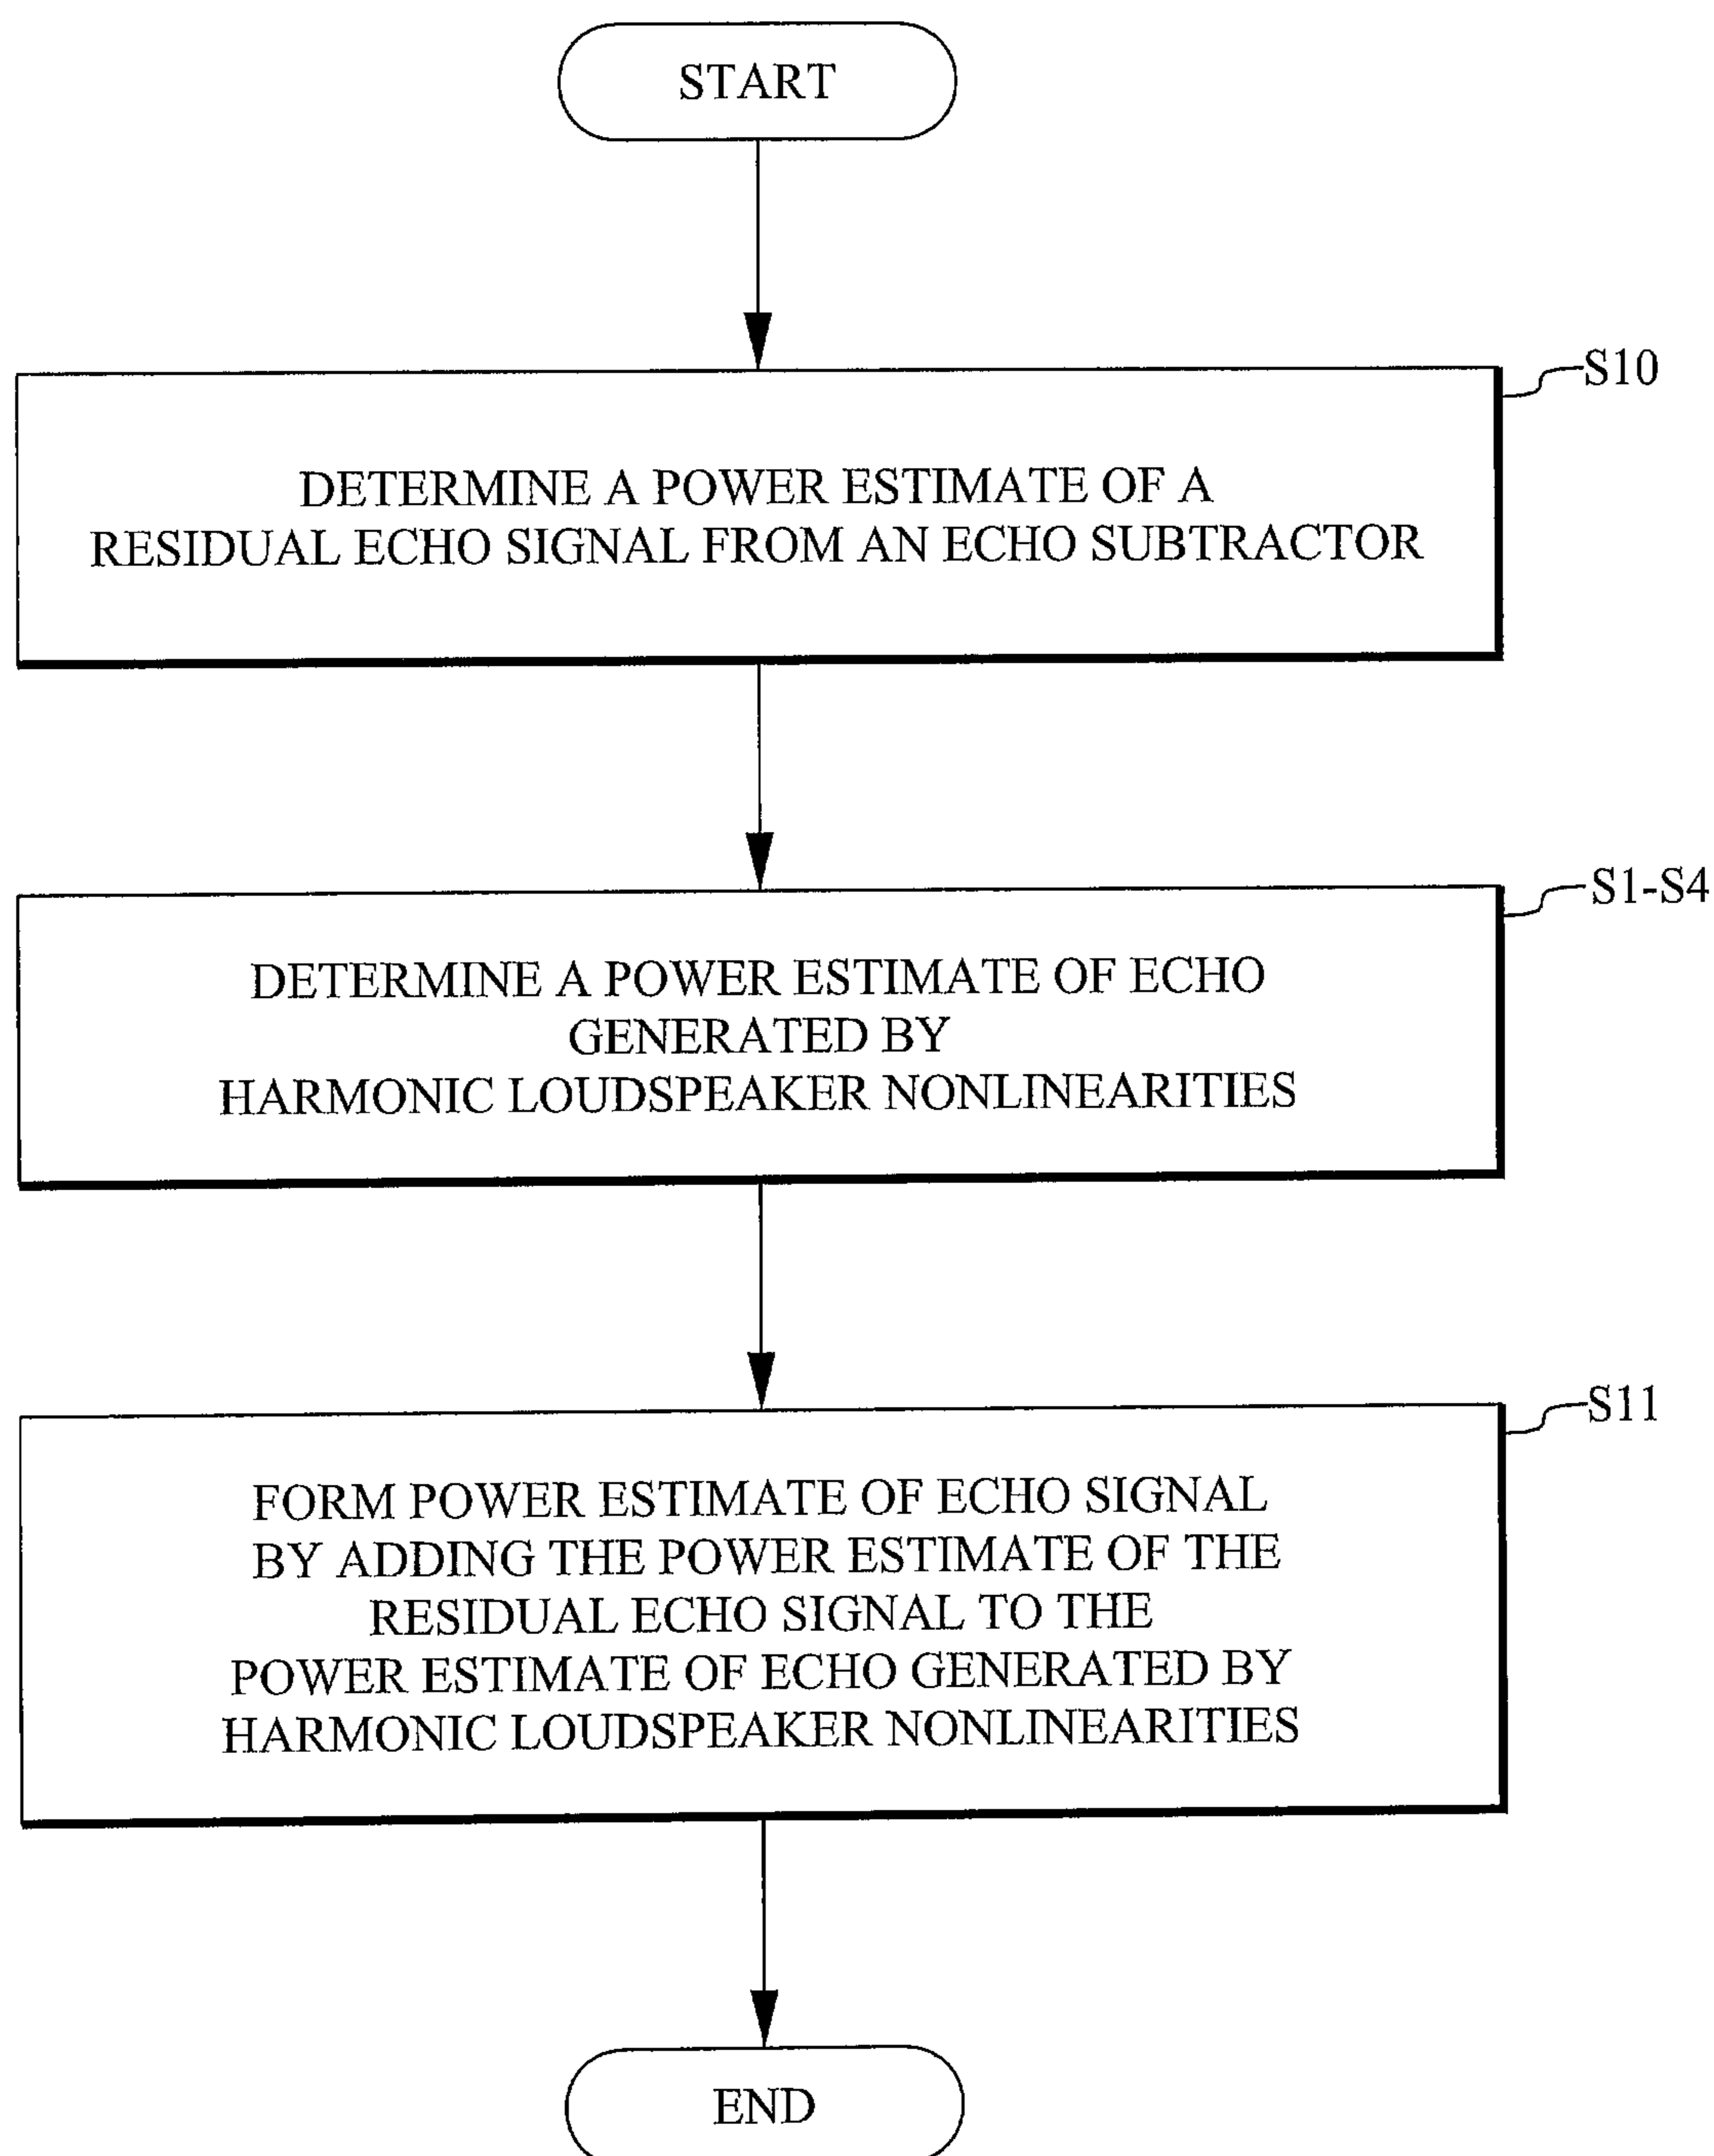 START
S10
DETERMINE A POWER ESTIMATE OF A
RESIDUAL ECHO SIGNAL FROM AN ECHO SUBTRACTOR
S1-S4
DETERMINE A POWER ESTIMATE OF ECHO
GENERATED BY
HARMONIC LOUDSPEAKER NONLINEARITIES
S11
FORM POWER ESTIMATE OF ECHO SIGNAL
BY ADDING THE POWER ESTIMATE OF THE
RESIDUAL ECHO SIGNAL TO THE
POWER ESTIMATE OF ECHO GENERATED BY
HARMONIC LOUDSPEAKER NONLINEARITIES
END